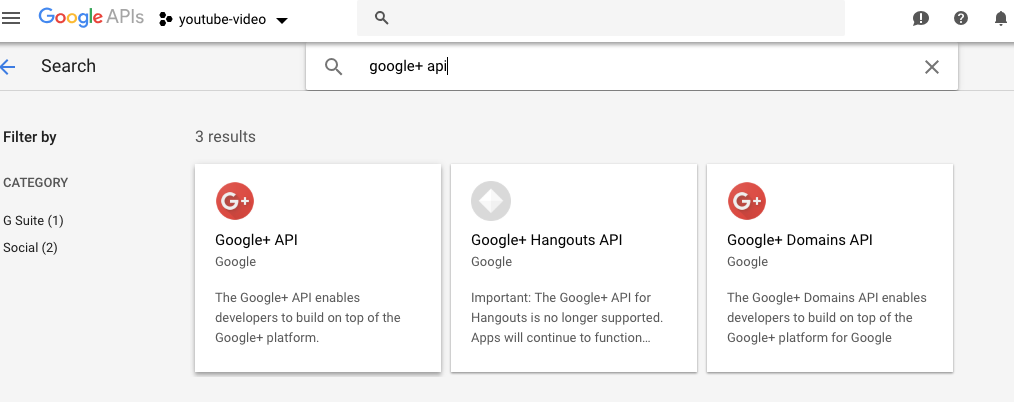 Google APIs youtube-video
Search
google+ api
Filter by
3 results
CATEGORY
G Suite (1)
Social (2)
G+
Google+ API
Google
The Google+ API enables
developers to build on top of the
Google+ platform.
Google+ Hangouts API
Google
Important: The Google+ API for
Hangouts is no longer supported.
Apps will continue to function...
G+
Google+ Domains API
Google
The Google+ Domains API enables
developers to build on top of the
Google+ platform for Google